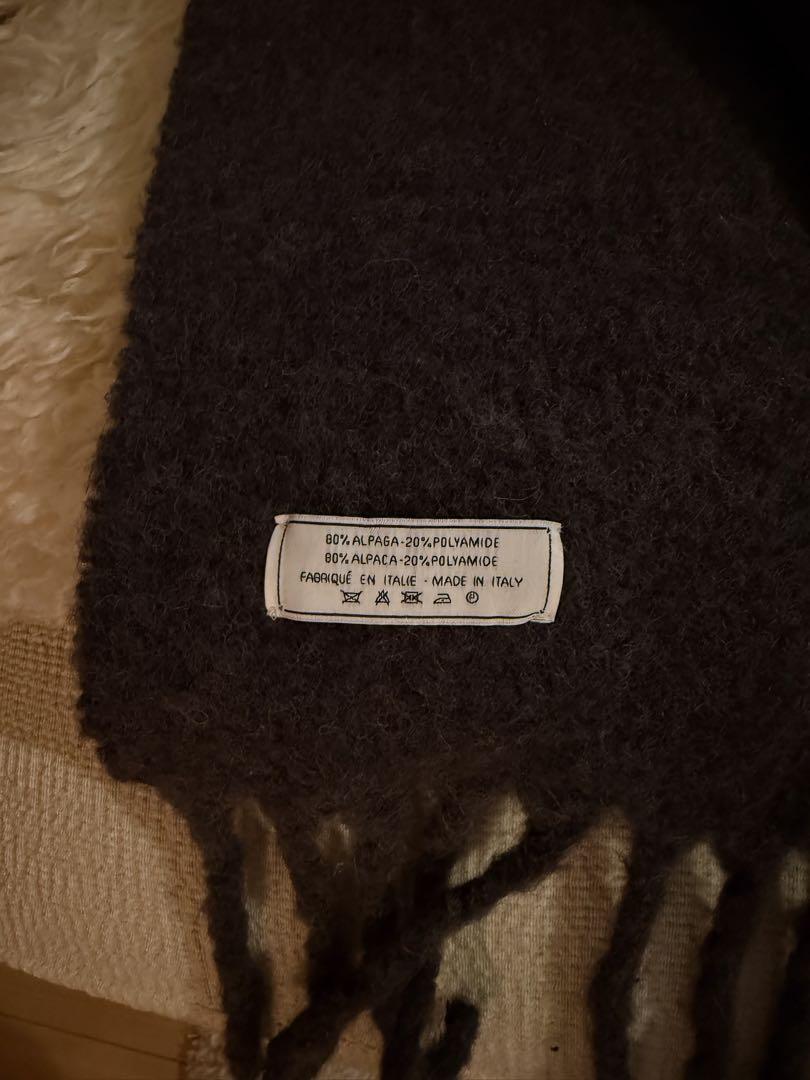 80% ALPAGA-20% POLYAMIDE
80% ALPACA-20% POLYAMIDE
FABRIQUÉ EN ITALIE - MADE IN ITALY